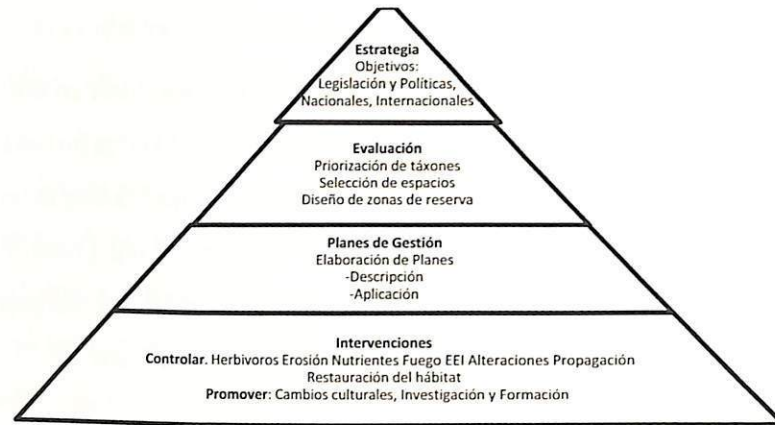 Estrategia
Objetivos:
Legislación y Políticas,
Nacionales, Internacionales
Evaluación
Priorización de táxones
Selección de espacios
Diseño de zonas de reserva
Planes de Gestión
Elaboración de Planes
-Descripción
-Aplicación
Intervenciones
Controlar. Herbivoros Erosión Nutrientes Fuego EEI Alteraciones Propagación
Restauración del hábitat
Promover: Cambios culturales, Investigación y Formación